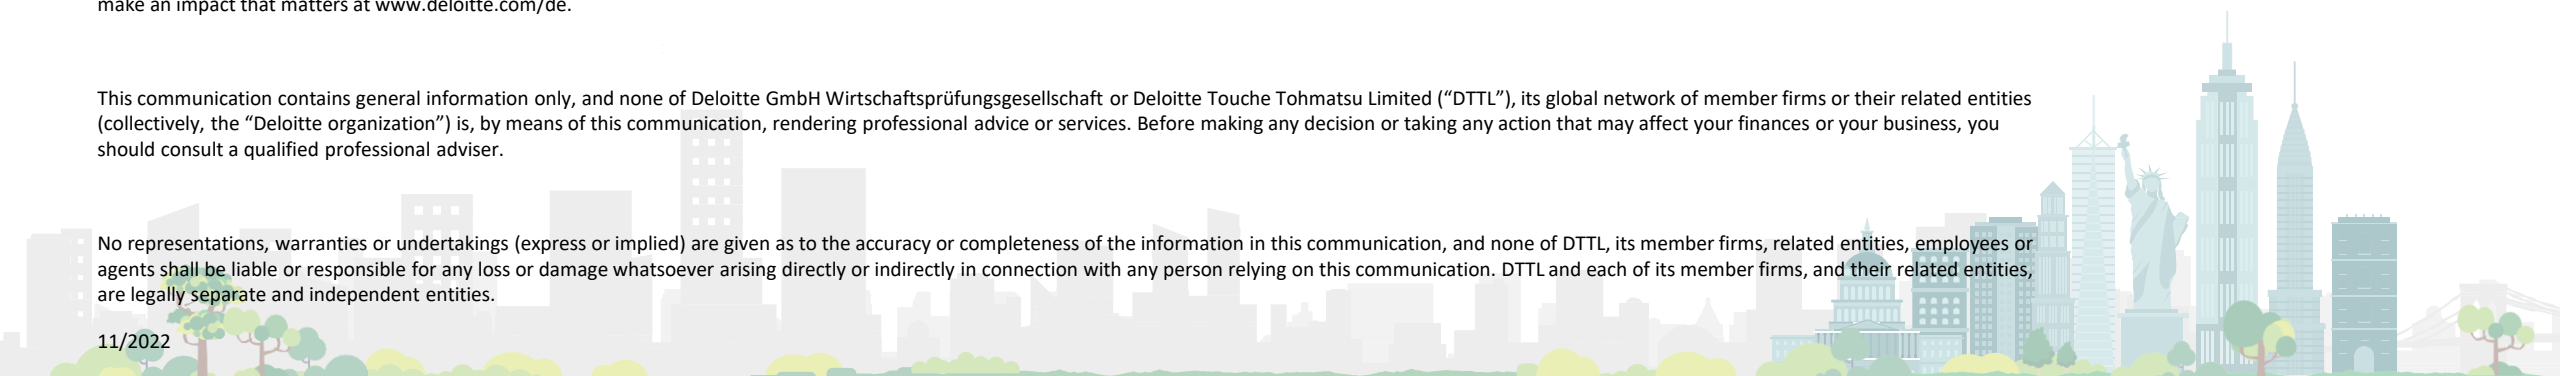 make an impact that matters at www.deloitte.com/de.
This communication contains general information only, and none of Deloitte GmbH Wirtschaftsprüfungsgesellschaft or Deloitte Touche Tohmatsu Limited (“DTTL”), its global network of member firms or their related entities
(collectively, the “Deloitte organization”) is, by means of this communication, rendering professional advice or services. Before making any decision or taking any action that may affect your finances or your business, you
should consult a qualified professional adviser.
No representations, warranties or undertakings (express or implied) are given as to the accuracy or completeness of the information in this communication, and none of DTTL, its member firms, related entities, employees or
agents shall be liable or responsible for any loss or damage whatsoever arising directly or indirectly in connection with any person relying on this communication. DTTL and each of its member firms, and their related entities,
are legally separate and independent entities.
11/2022